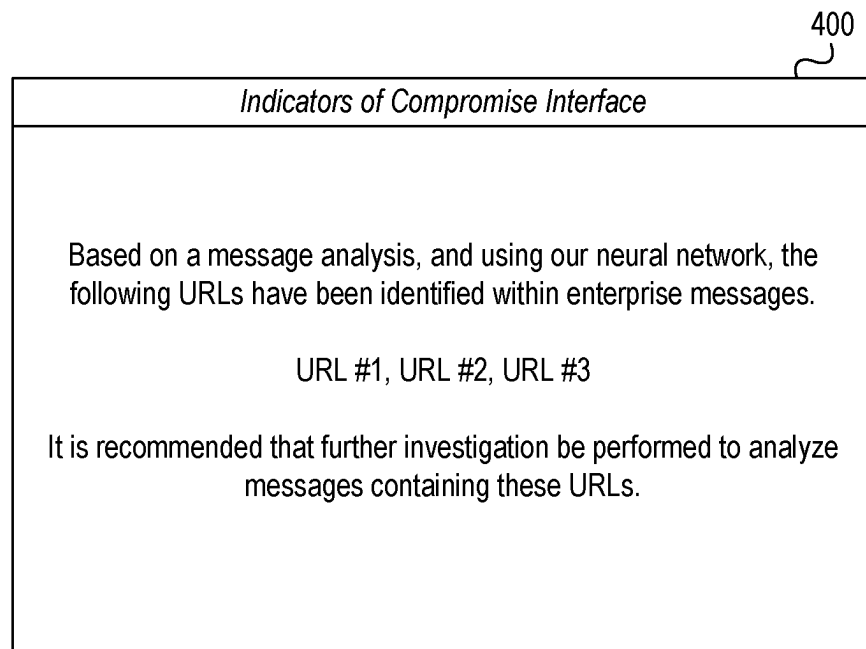 400
Indicators of Compromise Interface
Based on a message analysis, and using our neural network, the
following URLs have been identified within enterprise messages.
URL #1, URL #2, URL #3
It is recommended that further investigation be performed to analyze
messages containing these URLs.